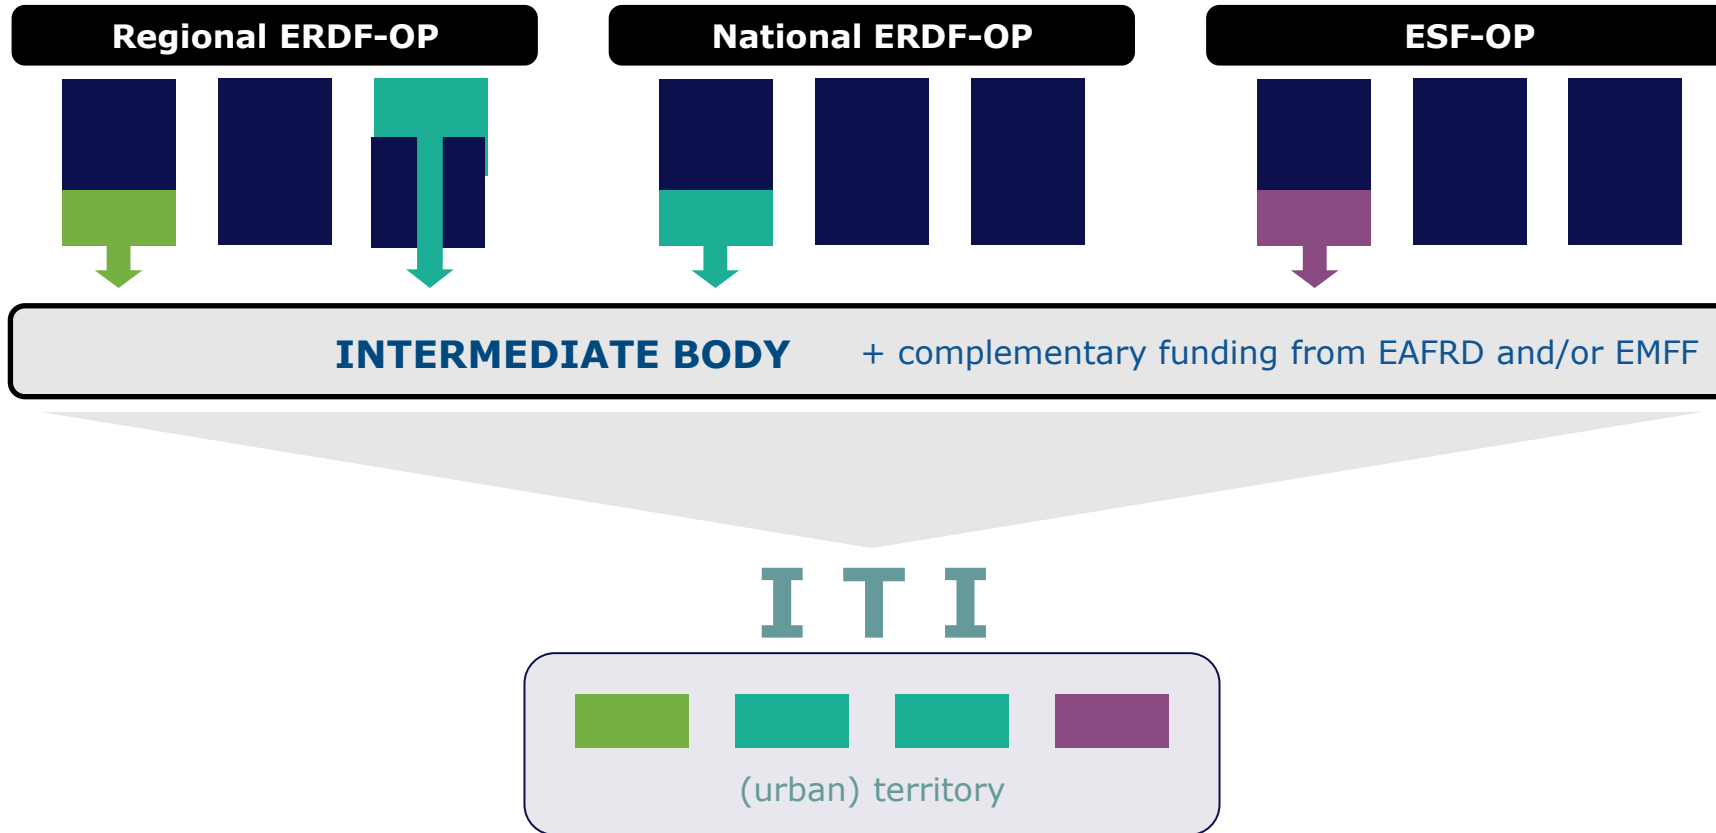 Regional ERDF-OP
National ERDF-OP
ESF-OP
INTERMEDIATE BODY + complementary funding from EAFRD and/or EMFF
I T I
(urban) territory